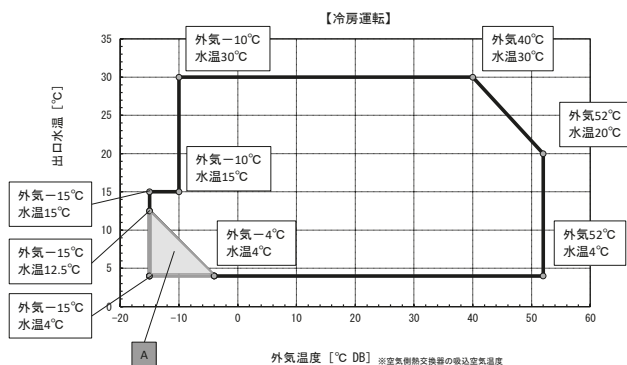 【冷房運転】
外気－10℃
水温30℃
外気40℃
水温30℃
外気52℃
水温20℃
外気－10℃
水温15℃
外気－15℃
水温15℃
外気－15℃
水温12.5℃
外気－4℃
水温4℃
外気52℃
水温4℃
外気－15℃
水温4℃
出口水温 [℃]
35
30
25
20
15
10
5
0
-20
-10
0
10
20
30
40
50
60
A
外気温度 [℃ DB] ※空気側熱交換器の吸込空気温度